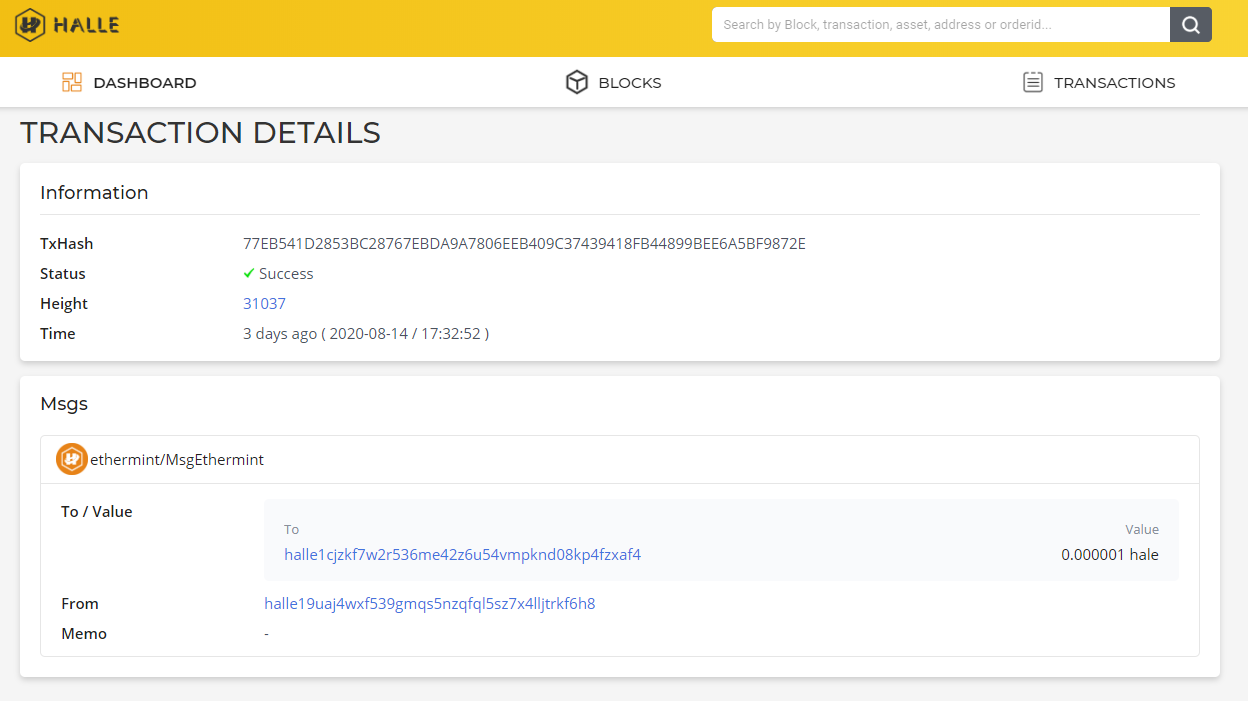 HALLE
Search by Block, transaction, asset, address or orderid...
DASHBOARD BLOCKS TRANSACTIONS
TRANSACTION DETAILS
Information
TxHash 77EB541D2853BC28767EBDA9A7806EEB409C37439418FB44899BEE6A5BF9872E
Status Success
Height 31037
Time 3 days ago ( 2020-08-14 / 17:32:52 )
Msgs
ethermint/MsgEthermint
To / Value
To Value
halle1cjzkf7w2r536me42z6u54vmpknd08kp4fzxaf4 0.000001 hale
From halle19uaj4wxf539gmqs5nzqfql5sz7x4lljtrkf6h8
Memo -